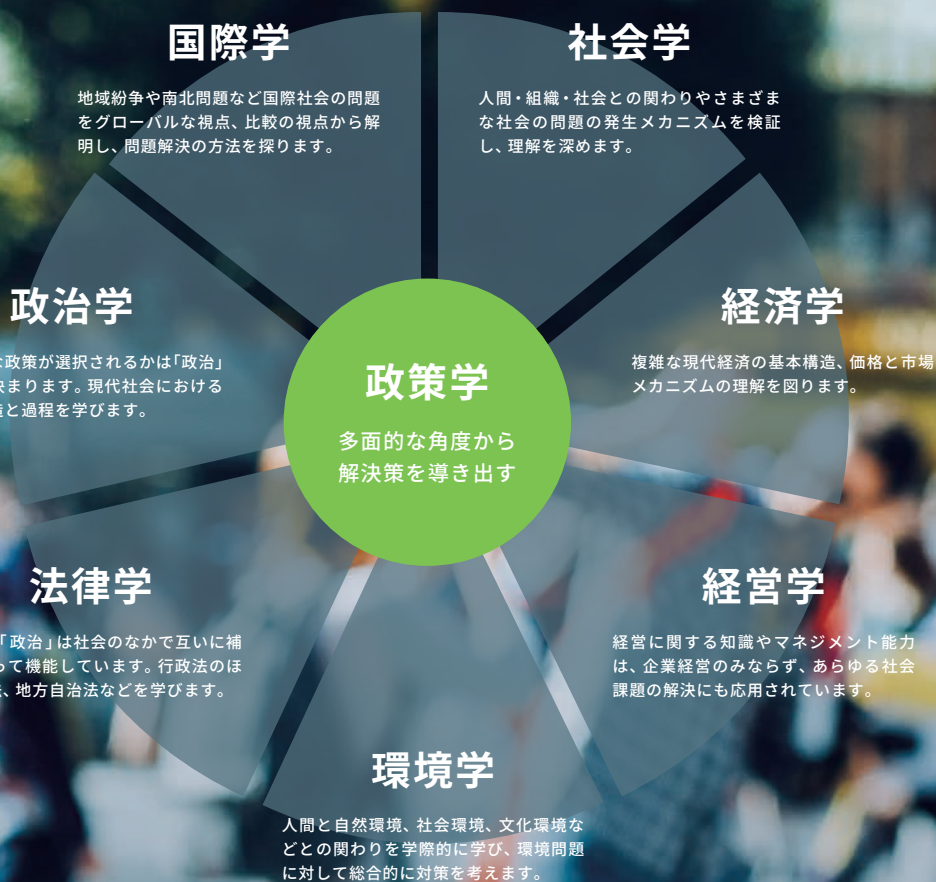 国際学
地域紛争や南北問題など国際社会の問題
をグローバルな視点、比較の視点から解
明し、問題解決の方法を探ります。
社会学
人間・組織・社会との関わりやさまざま
な社会の問題の発生メカニズムを検証
し、理解を深めます。
政治学
な政策が選択されるかは「政治」
決まります。現代社会における
と過程を学びます。
経済学
複雑な現代経済の基本構造、価格と市場
メカニズムの理解を図ります。
政策学
多面的な角度から
解決策を導き出す
法律学
「政治」は社会のなかで互いに補
って機能しています。行政法のほ
、地方自治法などを学びます。
経営学
経営に関する知識やマネジメント能力
は、企業経営のみならず、あらゆる社会
課題の解決にも応用されています。
環境学
人間と自然環境、社会環境、文化環境な
どとの関わりを学際的に学び、環境問題
に対して総合的に対策を考えます。